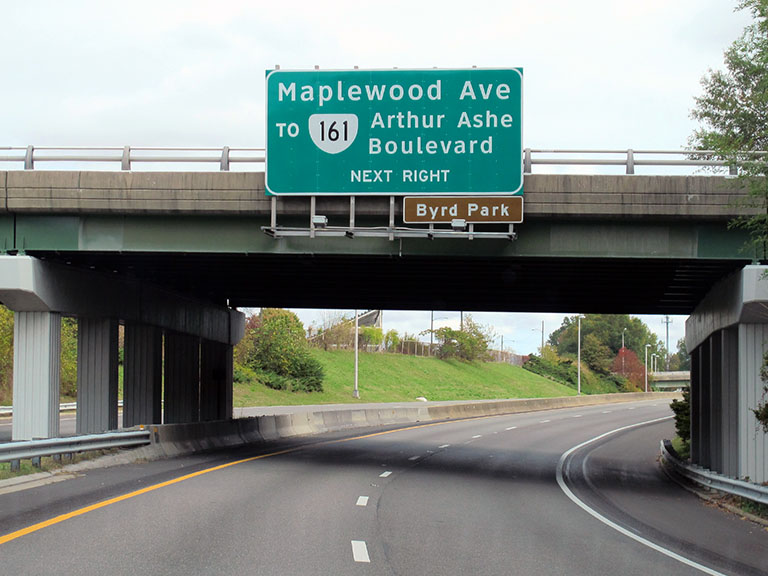 Maplewood Ave
TO 161 Arthur Ashe
Boulevard
NEXT RIGHT
Byrd Park